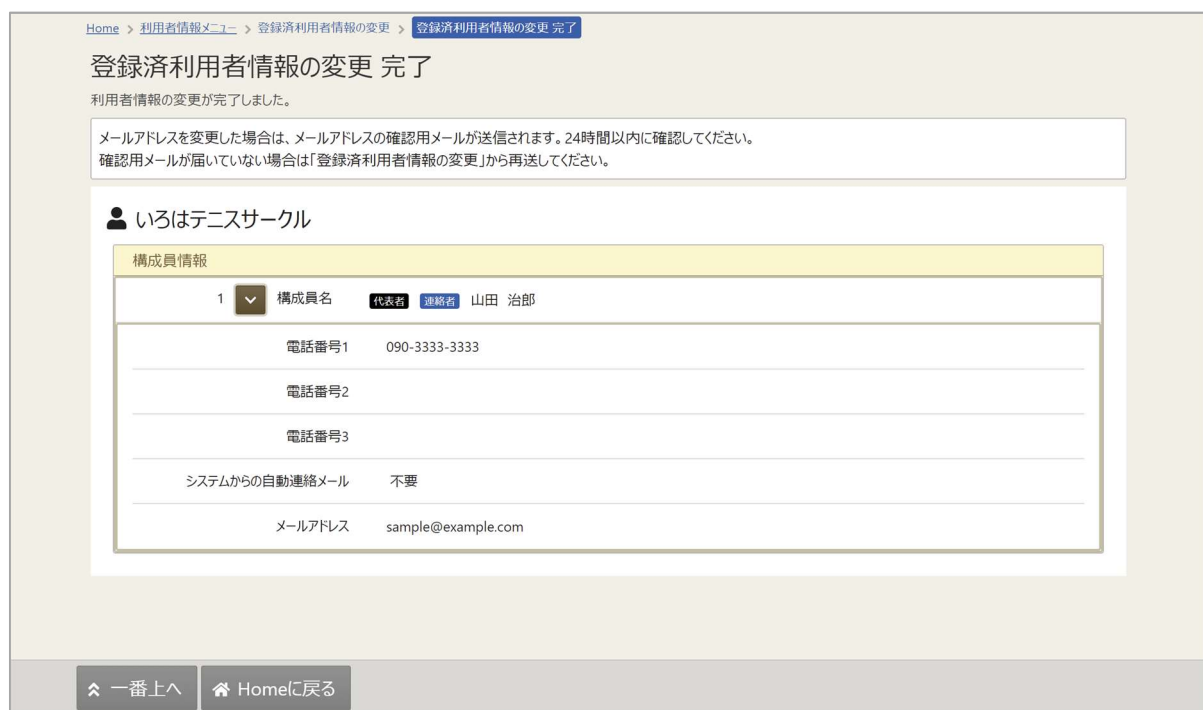 Home > 利用者情報メニュー > 登録済利用者情報の変更 > 登録済利用者情報の変更 完了
登録済利用者情報の変更 完了
利用者情報の変更が完了しました。
メールアドレスを変更した場合は、メールアドレスの確認用メールが送信されます。24時間以内に確認してください。
確認用メールが届いていない場合は「登録済利用者情報の変更」から再送してください。
いろはテニスサークル
構成員情報
1 構成員名 代表者 連絡者 山田 治郎
電話番号1 090-3333-3333
電話番号2
電話番号3
システムからの自動連絡メール 不要
メールアドレス sample@example.com
一番上へ Homeに戻る